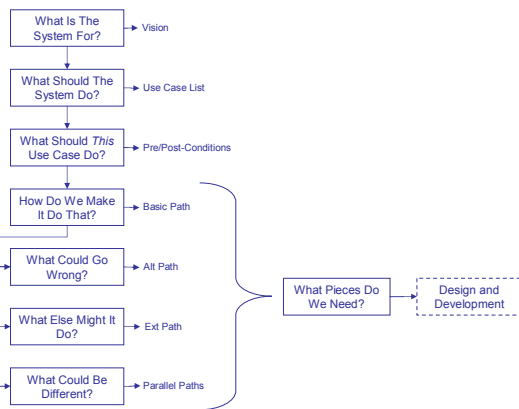 What Is The
System For?
Vision
What Should The
System Do?
Use Case List
What Should This
Use Case Do?
Pre/Post-Conditions
How Do We Make
It Do That?
Basic Path
What Could Go
Wrong?
Alt Path
What Pieces Do
We Need?
Design and
Development
What Else Might It
Do?
Ext Path
What Could Be
Different?
Parallel Paths